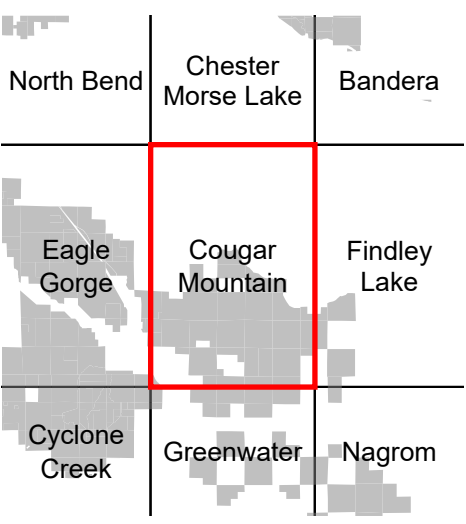 North Bend
Chester
Morse Lake
Bandera
Eagle
Gorge
Cougar
Mountain
Findley
Lake
Cyclone
Creek
Greenwater
Nagrom